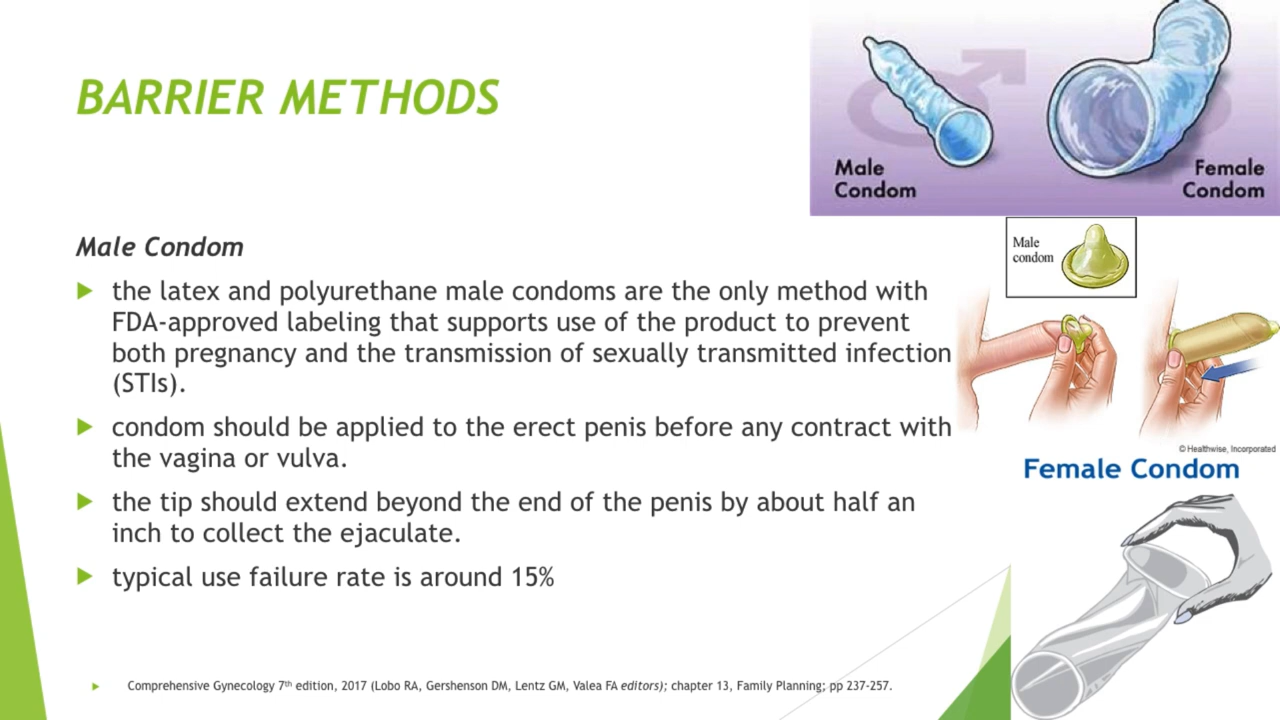 BARRIER METHODS
Male
Condom
Female
Condom
Male Condom
the latex and polyurethane male condoms are the only method with
FDA-approved labeling that supports use of the product to prevent
both pregnancy and the transmission of sexually transmitted infection
(STIs).
condom should be applied to the erect penis before any contract with
the vagina or vulva.
the tip should extend beyond the end of the penis by about half an
inch to collect the ejaculate.
typical use failure rate is around 15%
Male
condom
© Healthwise, Incorporated
Female Condom
Comprehensive Gynecology 7th edition, 2017 (Lobo RA, Gershenson DM, Lentz GM, Valea FA editors); chapter 13, Family Planning; pp 237-257.